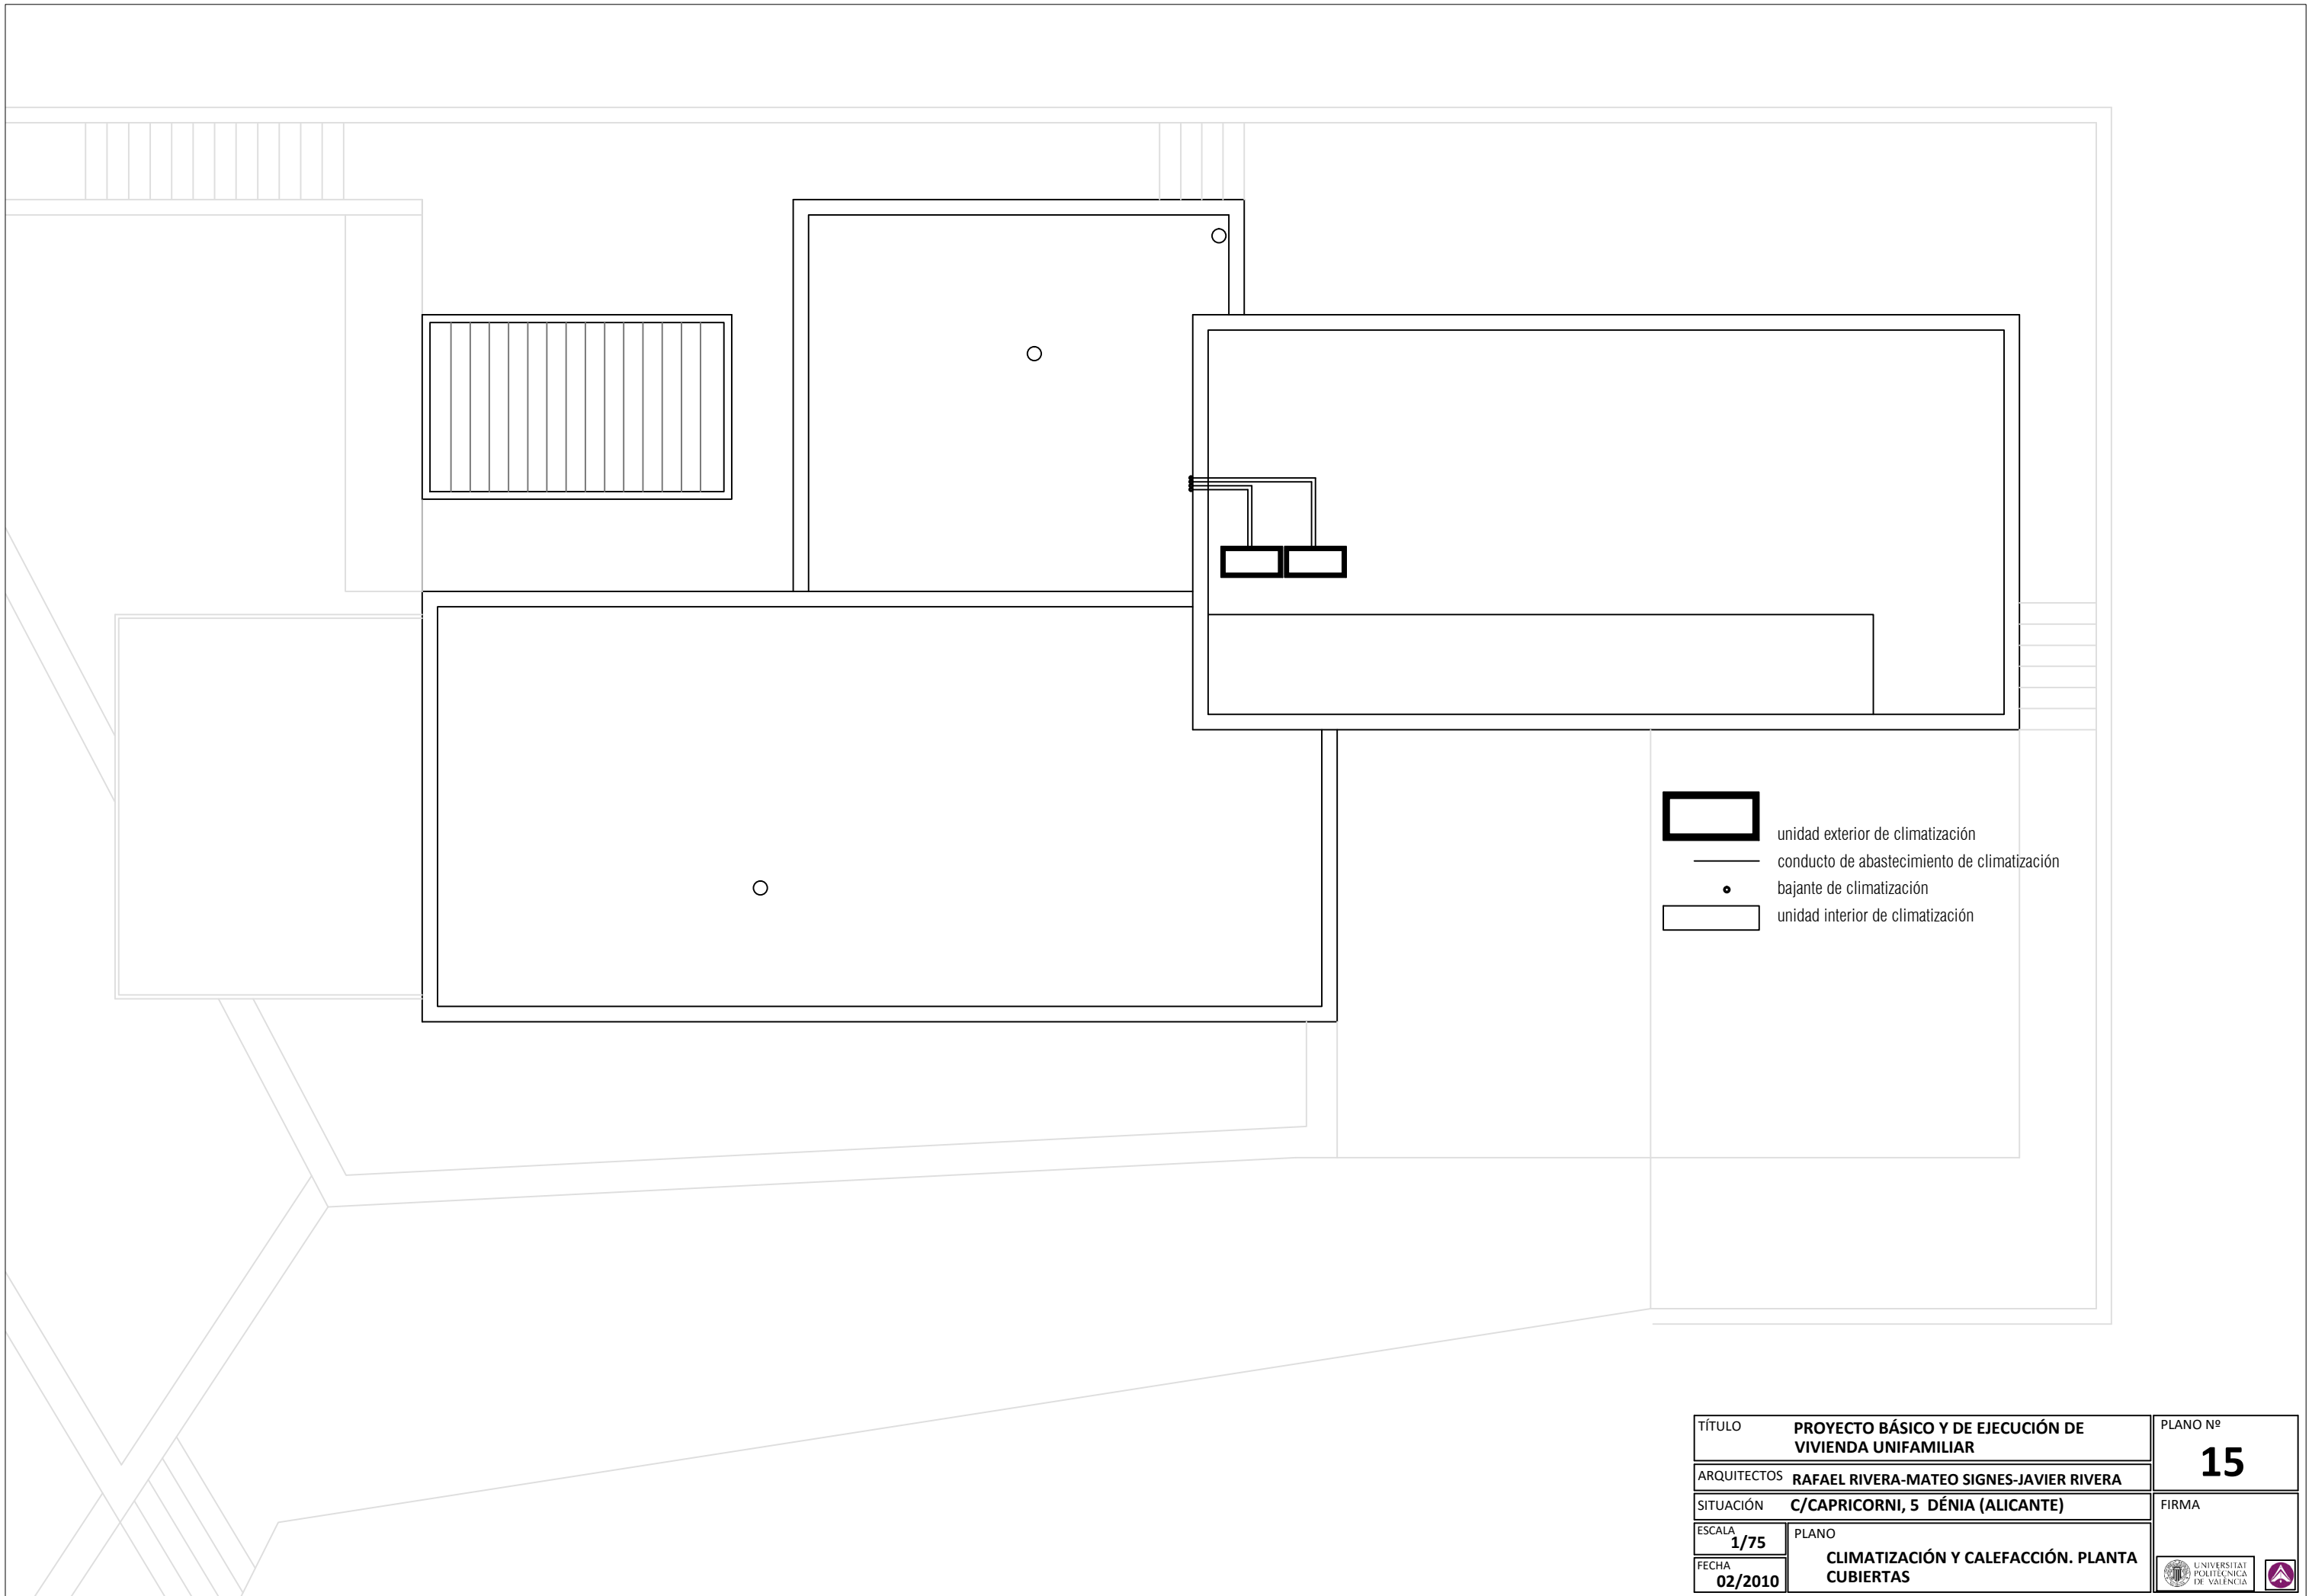 unidad exterior de climatización
conducto de abastecimiento de climatización
bajante de climatización
unidad interior de climatización
TÍTULO
PROYECTO BÁSICO Y DE EJECUCIÓN DE
VIVIENDA UNIFAMILIAR
PLANO Nº
15
ARQUITECTOS RAFAEL RIVERA-MATEO SIGNES-JAVIER RIVERA
SITUACIÓN C/CAPRICORNI, 5 DÉNIA (ALICANTE)
FIRMA
ESCALA
1/75
PLANO
CLIMATIZACIÓN Y CALEFACCIÓN. PLANTA
CUBIERTAS
FECHA
02/2010
UNIVERSITAT
POLITÈCNICA
DE VALÈNCIA